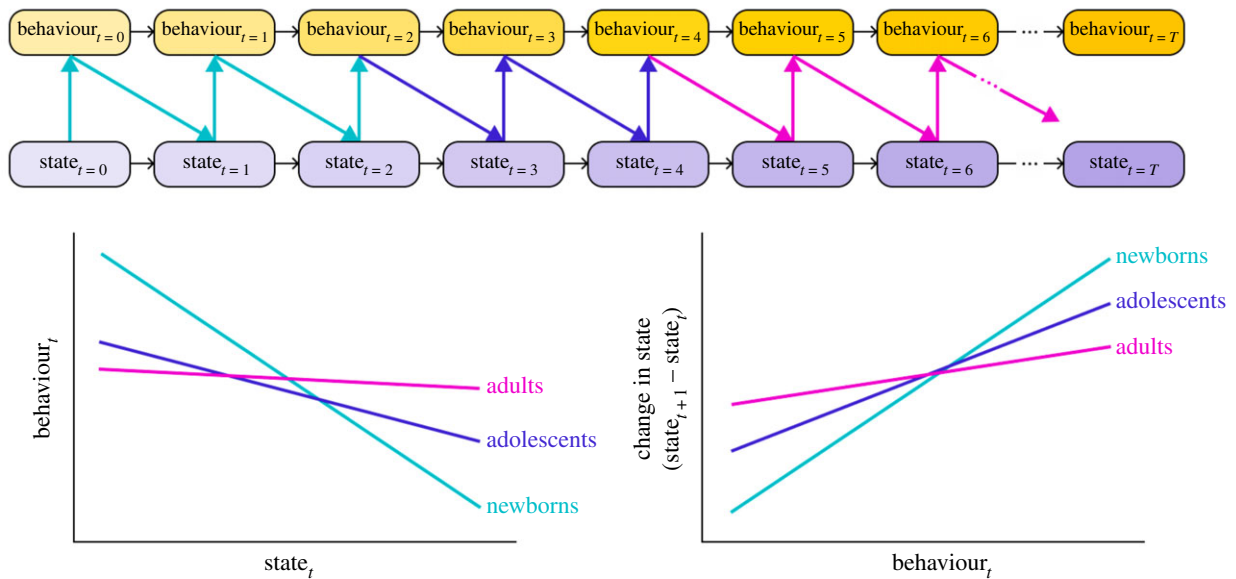 behaviour t = 0 behaviour t = 1 behaviour t = 2 behaviour t = 3 behaviour t = 4 behaviour t = 5 behaviour t = 6 ... behaviour t = T
state t = 0 state t = 1 state t = 2 state t = 3 state t = 4 state t = 5 state t = 6 ... state t = T
behaviour t
adults
adolescents
newborns
state t
change in state
(state t + 1 – state t)
newborns
adolescents
adults
behaviour t